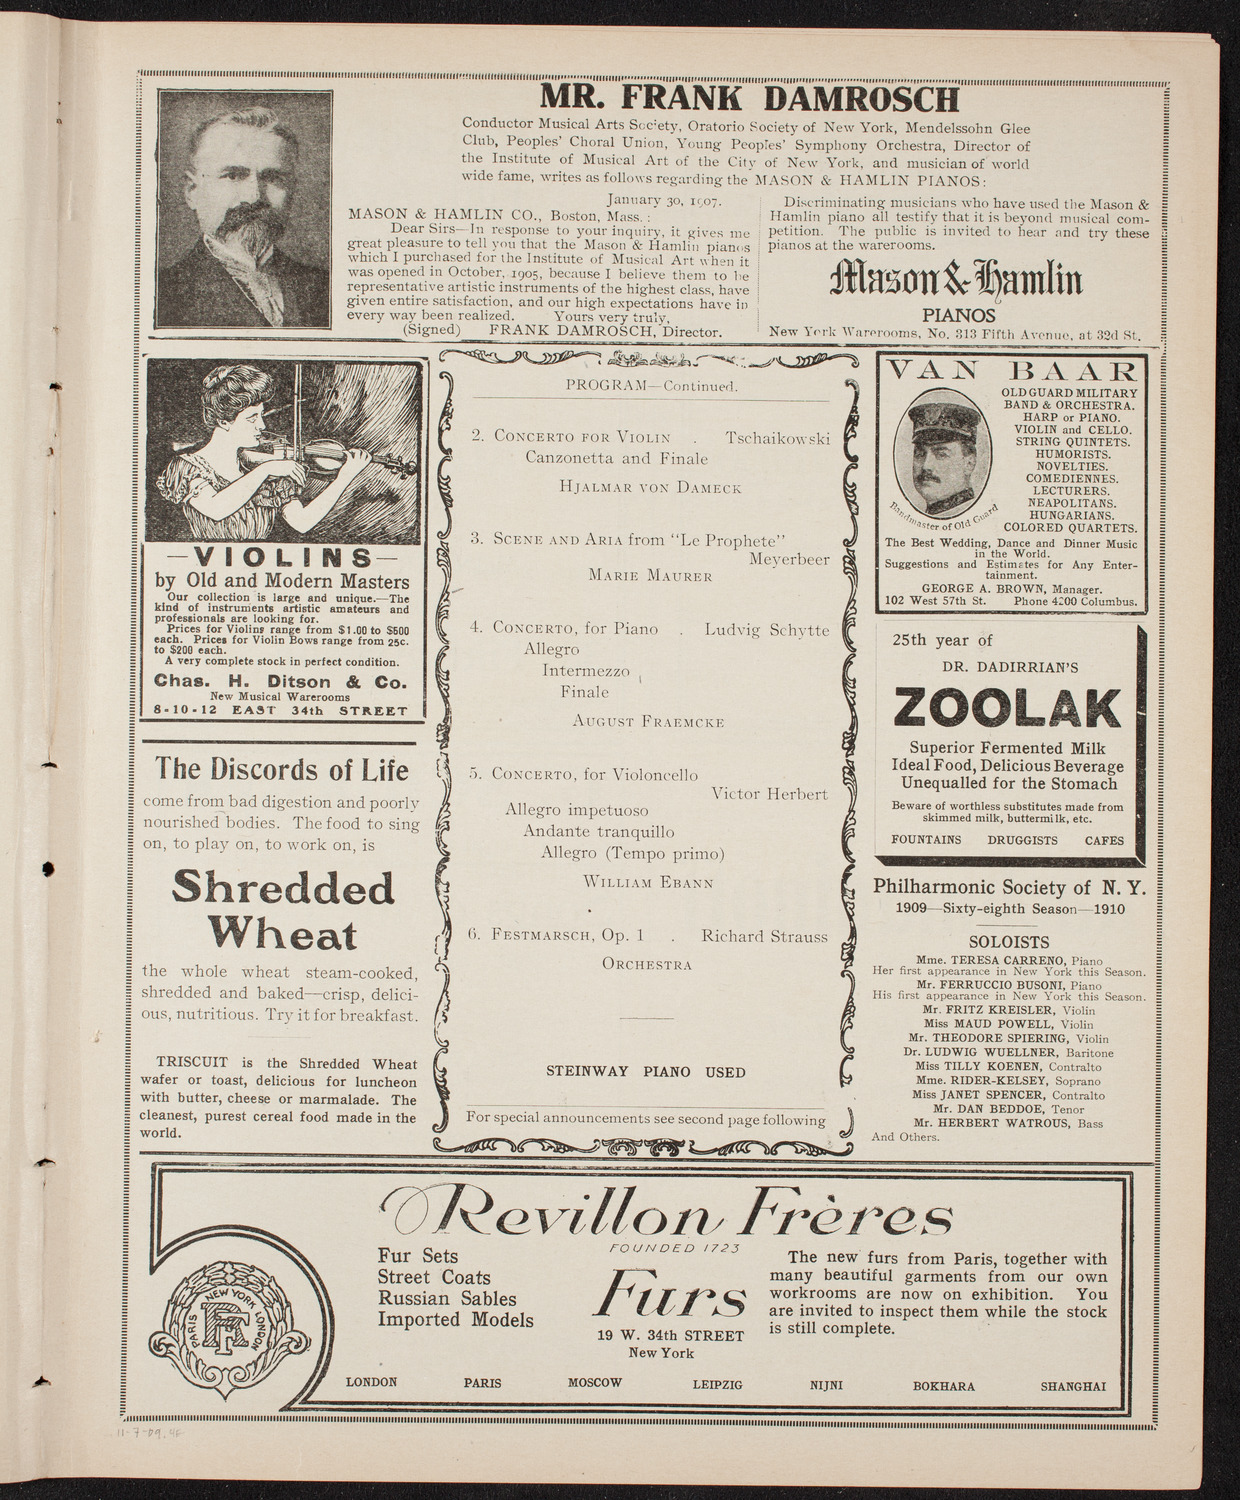 MR. FRANK DAMROSCH
Conductor Musical Arts Society, Oratorio Society of New York, Mendelssohn Glee
Club, Peoples' Choral Union, Young Peoples' Symphony Orchestra, Director of
the Institute of Musical Art of the City of New York, and musician of world
wide fame, writes as follows regarding the MASON & HAMLIN PIANOS:
January 30, 1907.
MASON & HAMLIN CO., Boston, Mass.:
Dear Sirs—In response to your inquiry, it gives me
great pleasure to tell you that the Mason & Hamlin pianos
which I purchased for the Institute of Musical Art when it
was opened in October, 1905, because I believe them to be
representative artistic instruments of the highest class, have
given entire satisfaction, and our high expectations have in
every way been realized. Yours very truly,
(Signed) FRANK DAMROSCH, Director.
Discriminating musicians who have used the Mason &
Hamlin piano all testify that it is beyond musical com-
petition. The public is invited to hear and try these
pianos at the warerooms.
Mason & Hamlin
PIANOS
New York Warerooms, No. 313 Fifth Avenue, at 32d St.
—VIOLINS—
by Old and Modern Masters
Our collection is large and unique.—The
kind of instruments artistic amateurs and
professionals are looking for.
Prices for Violins range from $1.00 to $500
each. Prices for Violin Bows range from 25c.
to $200 each.
A very complete stock in perfect condition.
Chas. H. Ditson & Co.
New Musical Warerooms
8-10-12 EAST 34th STREET
The Discords of Life
come from bad digestion and poorly
nourished bodies. The food to sing
on, to play on, to work on, is
Shredded
Wheat
the whole wheat steam-cooked,
shredded and baked—crisp, delici-
ous, nutritious. Try it for breakfast.
TRISCUIT is the Shredded Wheat
wafer or toast, delicious for luncheon
with butter, cheese or marmalade. The
cleanest, purest cereal food made in the
world.
PROGRAM—Continued.
2. CONCERTO FOR VIOLIN . Tschaikowski
Canzonetta and Finale
HJALMAR VON DAMECK
3. SCENE AND ARIA from "Le Prophete"
Meyerbeer
MARIE MAURER
4. CONCERTO, for Piano . Ludvig Schytte
Allegro
Intermezzo
Finale
AUGUST FRAEMCKE
5. CONCERTO, for Violoncello
Victor Herbert
Allegro impetuoso
Andante tranquillo
Allegro (Tempo primo)
WILLIAM EBANN
6. FESTMARSCH, Op. 1 . Richard Strauss
ORCHESTRA
STEINWAY PIANO USED
For special announcements see second page following
VAN BAAR
Bandmaster of Old Guard
OLD GUARD MILITARY
BAND & ORCHESTRA.
HARP or PIANO.
VIOLIN and CELLO.
STRING QUINTETS.
HUMORISTS.
NOVELTIES.
COMEDIENNES.
LECTURERS.
NEAPOLITANS.
HUNGARIANS.
COLORED QUARTETS.
The Best Wedding, Dance and Dinner Music
in the World.
Suggestions and Estimates for Any Enter-
tainment.
GEORGE A. BROWN, Manager.
102 West 57th St. Phone 4200 Columbus.
25th year of
DR. DADIRRIAN'S
ZOOLAK
Superior Fermented Milk
Ideal Food, Delicious Beverage
Unequalled for the Stomach
Beware of worthless substitutes made from
skimmed milk, buttermilk, etc.
FOUNTAINS DRUGGISTS CAFES
Philharmonic Society of N. Y.
1909—Sixty-eighth Season—1910
SOLOISTS
Mme. TERESA CARRENO, Piano
Her first appearance in New York this Season.
Mr. FERRUCCIO BUSONI, Piano
His first appearance in New York this Season.
Mr. FRITZ KREISLER, Violin
Miss MAUD POWELL, Violin
Mr. THEODORE SPIERING, Violin
Dr. LUDWIG WUELLNER, Baritone
Miss TILLY KOENEN, Contralto
Mme. RIDER-KELSEY, Soprano
Miss JANET SPENCER, Contralto
Mr. DAN BEDDOE, Tenor
Mr. HERBERT WATROUS, Bass
And Others.
Revillon Frères
FOUNDED 1723
Fur Sets
Street Coats
Russian Sables
Imported Models
Furs
19 W. 34th STREET
New York
The new furs from Paris, together with
many beautiful garments from our own
workrooms are now on exhibition. You
are invited to inspect them while the stock
is still complete.
PARIS NEW YORK LONDON
LONDON PARIS MOSCOW LEIPZIG NIJNI BOKHARA SHANGHAI
11-7-09